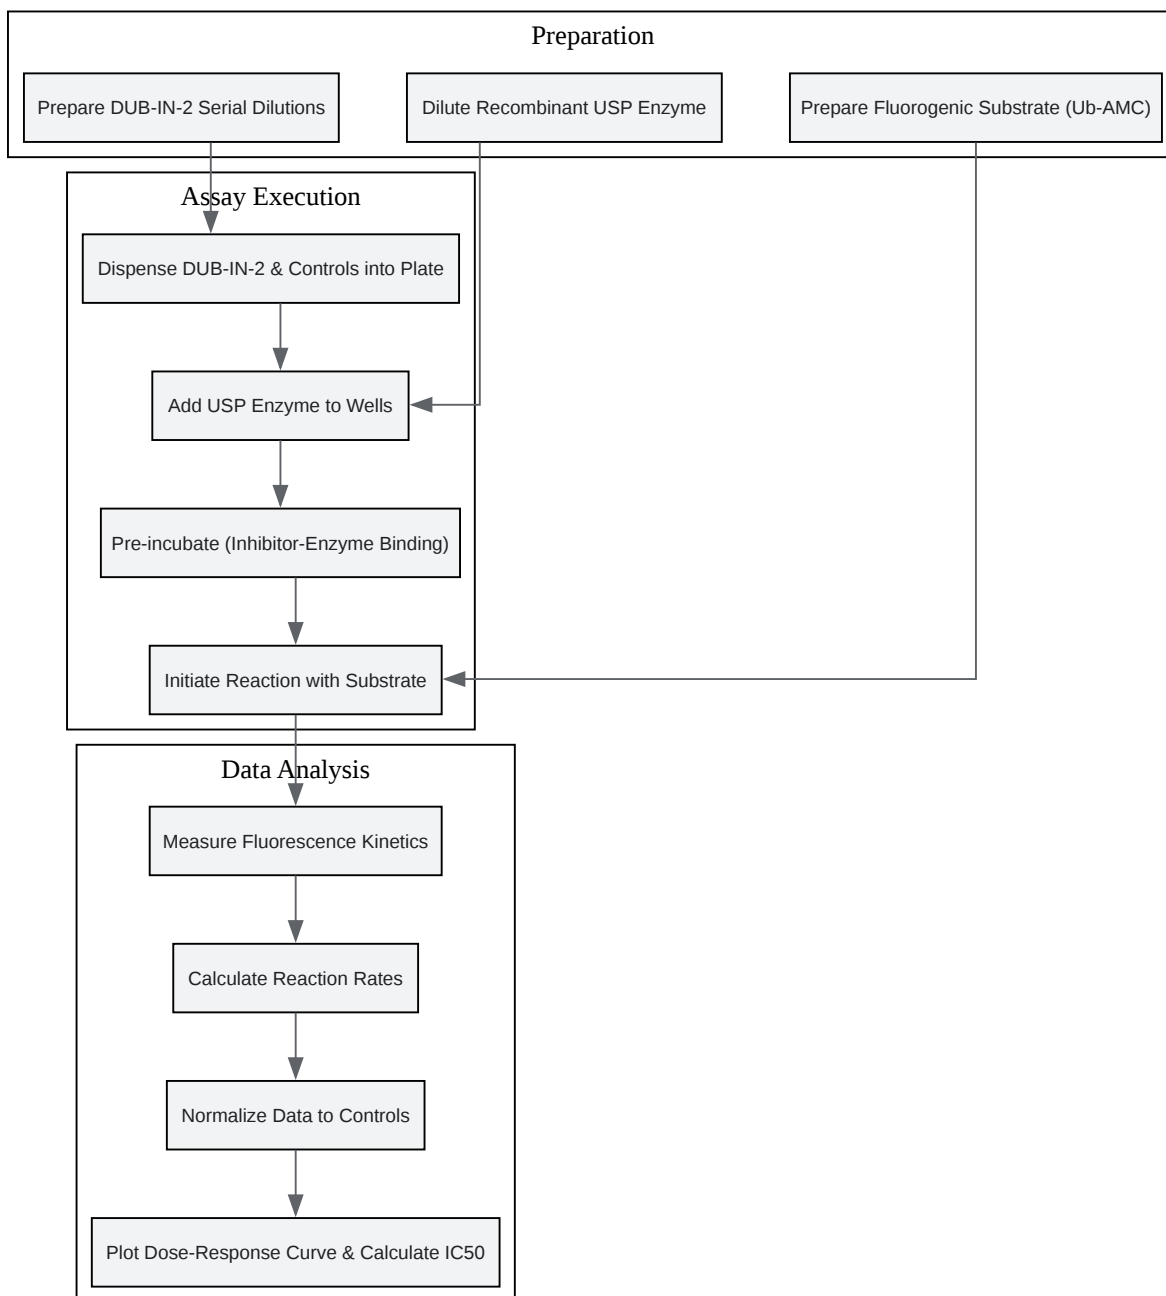 Preparation
Prepare DUB-IN-2 Serial Dilutions
Dilute Recombinant USP Enzyme
Prepare Fluorogenic Substrate (Ub-AMC)
Assay Execution
Dispense DUB-IN-2 & Controls into Plate
Add USP Enzyme to Wells
Pre-incubate (Inhibitor-Enzyme Binding)
Initiate Reaction with Substrate
Data Analysis
Measure Fluorescence Kinetics
Calculate Reaction Rates
Normalize Data to Controls
Plot Dose-Response Curve & Calculate IC50